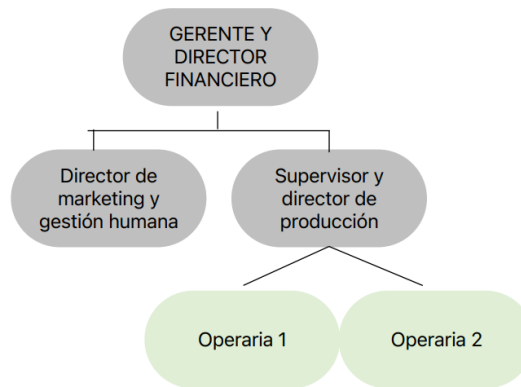 GERENTE Y
DIRECTOR
FINANCIERO
Director de
marketing y
gestión humana
Supervisor y
director de
producción
Operaria 1
Operaria 2